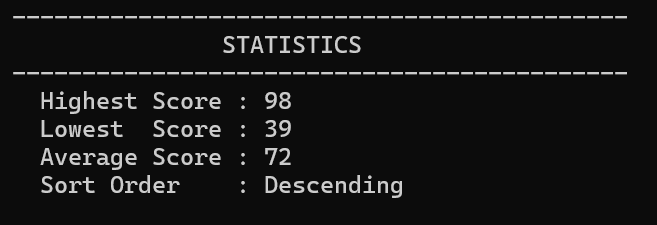 --------------------------------------------
               STATISTICS
--------------------------------------------
  Highest Score : 98
  Lowest  Score : 39
  Average Score : 72
  Sort Order    : Descending